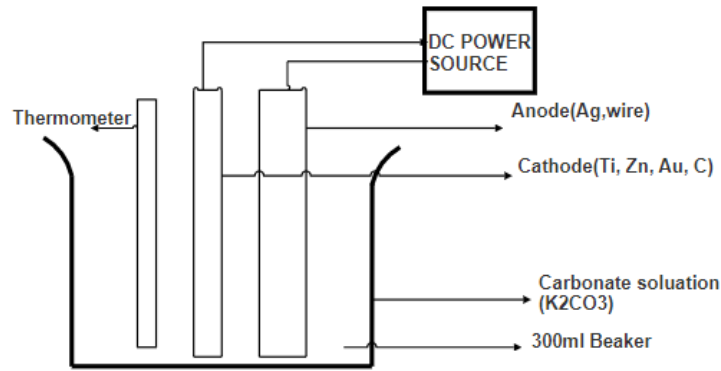 DC POWER
SOURCE
Thermometer
Anode(Ag,wire)
Cathode(Ti, Zn, Au, C)
Carbonate soluation
(K2CO3)
300ml Beaker